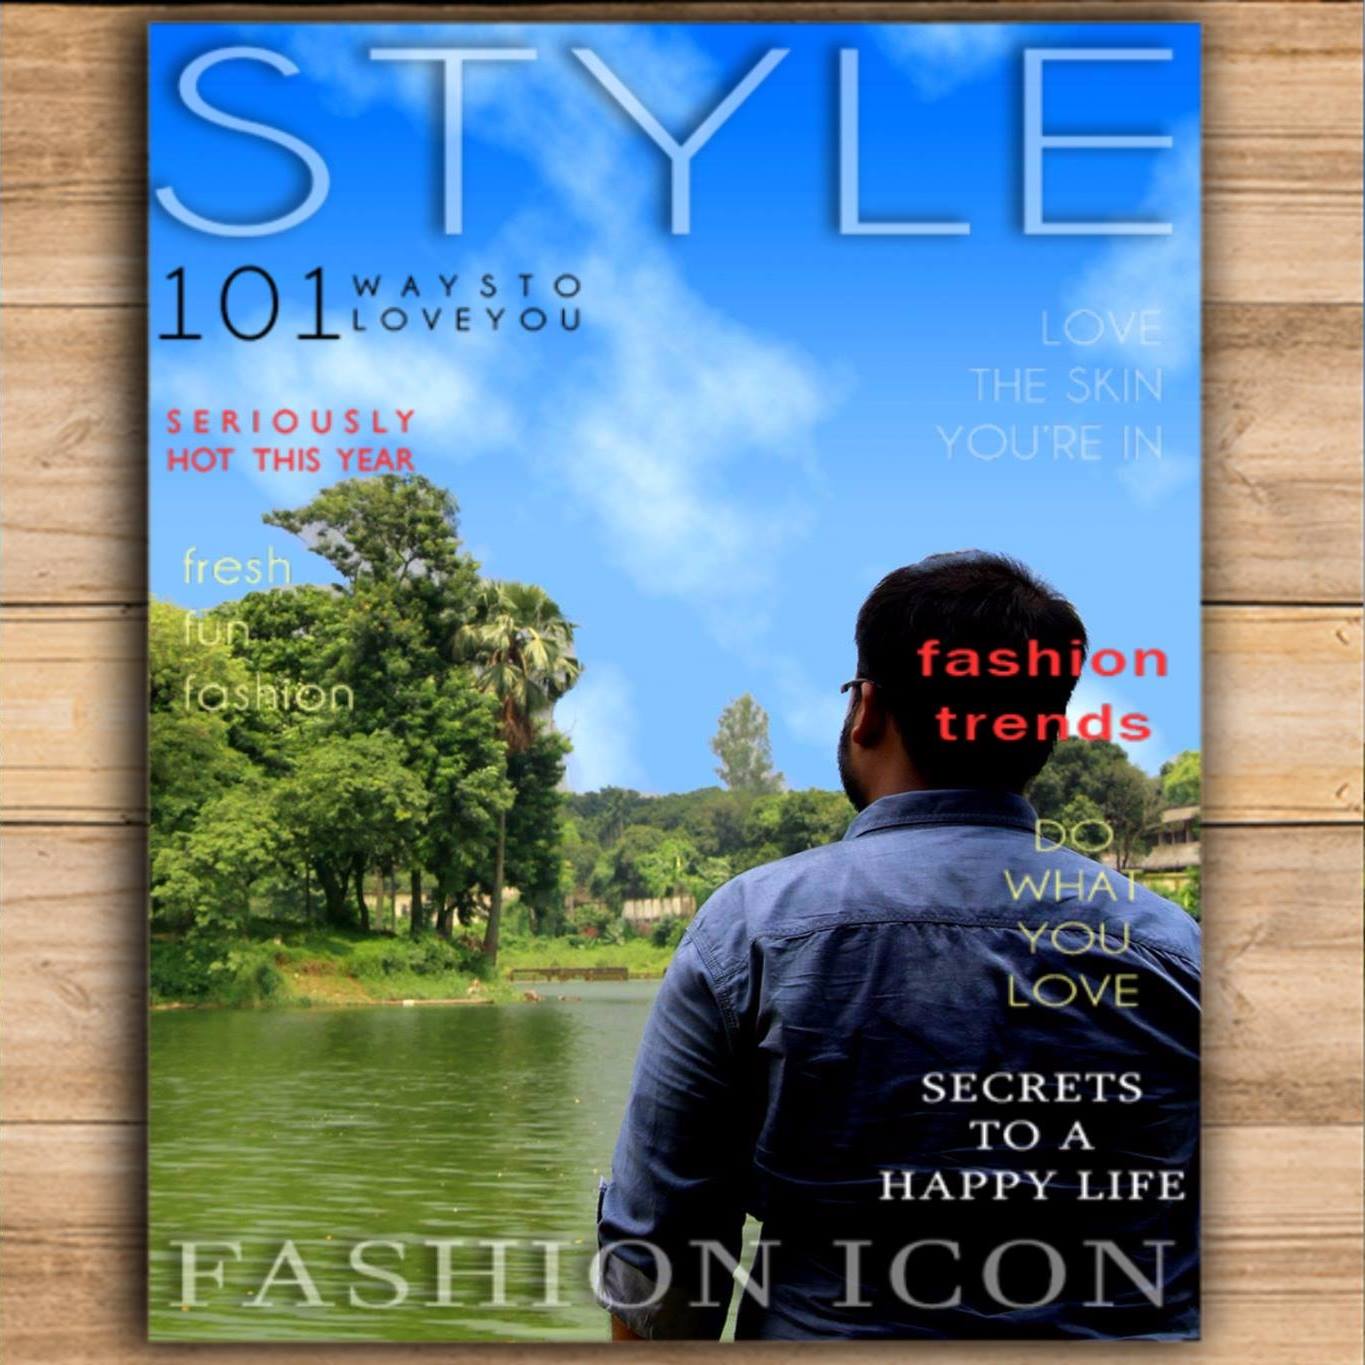 STYLE
101 WAYS TO
LOVE YOU
LOVE
THE SKIN
YOU'RE IN
SERIOUSLY
HOT THIS YEAR
fresh
fun
fashion
fashion
trends
DO
WHAT
YOU
LOVE
SECRETS
TO A
HAPPY LIFE
FASHION ICON